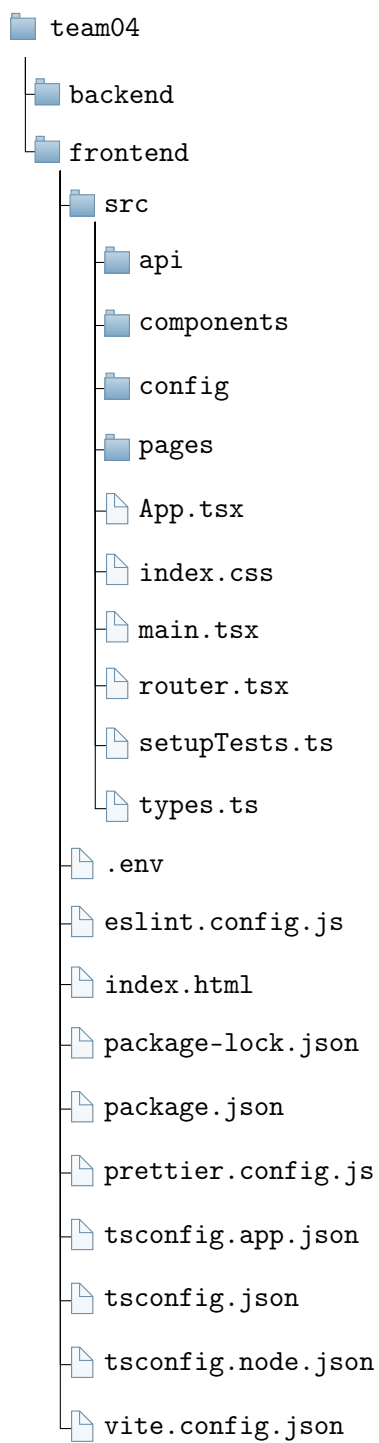 team04
backend
frontend
src
api
components
config
pages
App.tsx
index.css
main.tsx
router.tsx
setupTests.ts
types.ts
.env
eslint.config.js
index.html
package-lock.json
package.json
prettier.config.js
tsconfig.app.json
tsconfig.json
tsconfig.node.json
vite.config.json